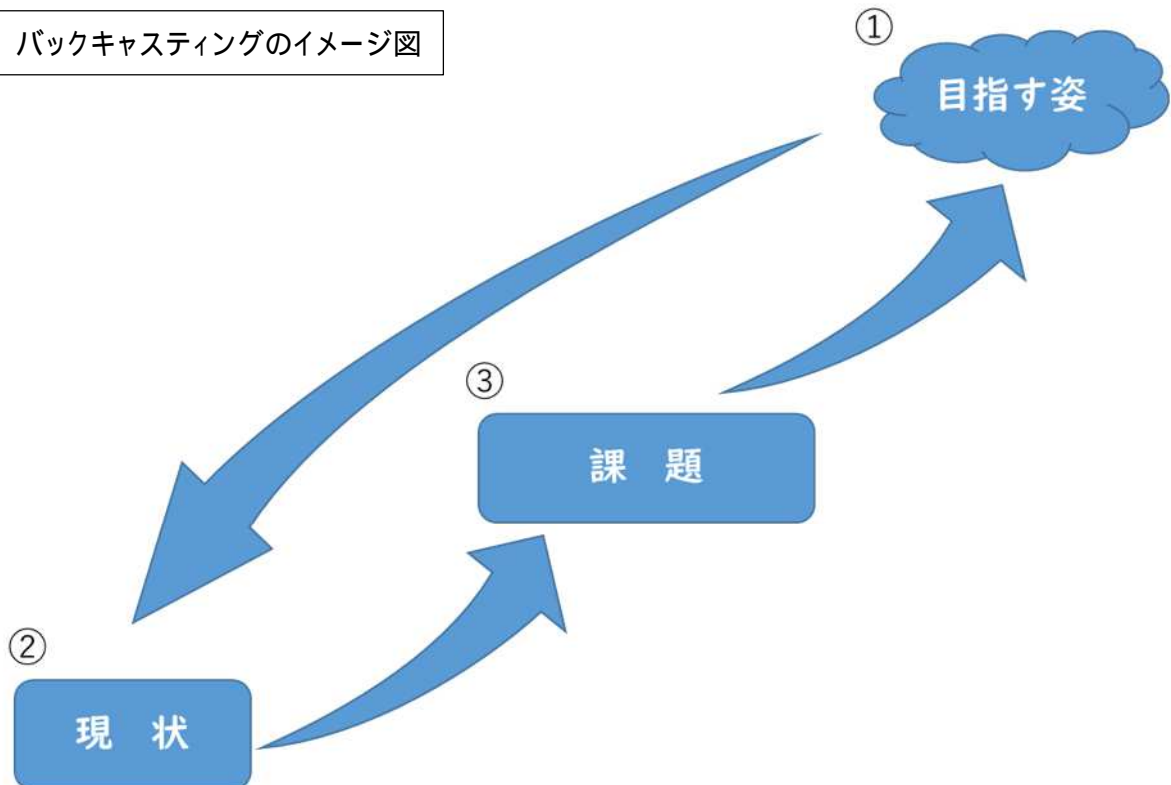 バックキャスティングのイメージ図
①
目指す姿
③
課　題
②
現　状